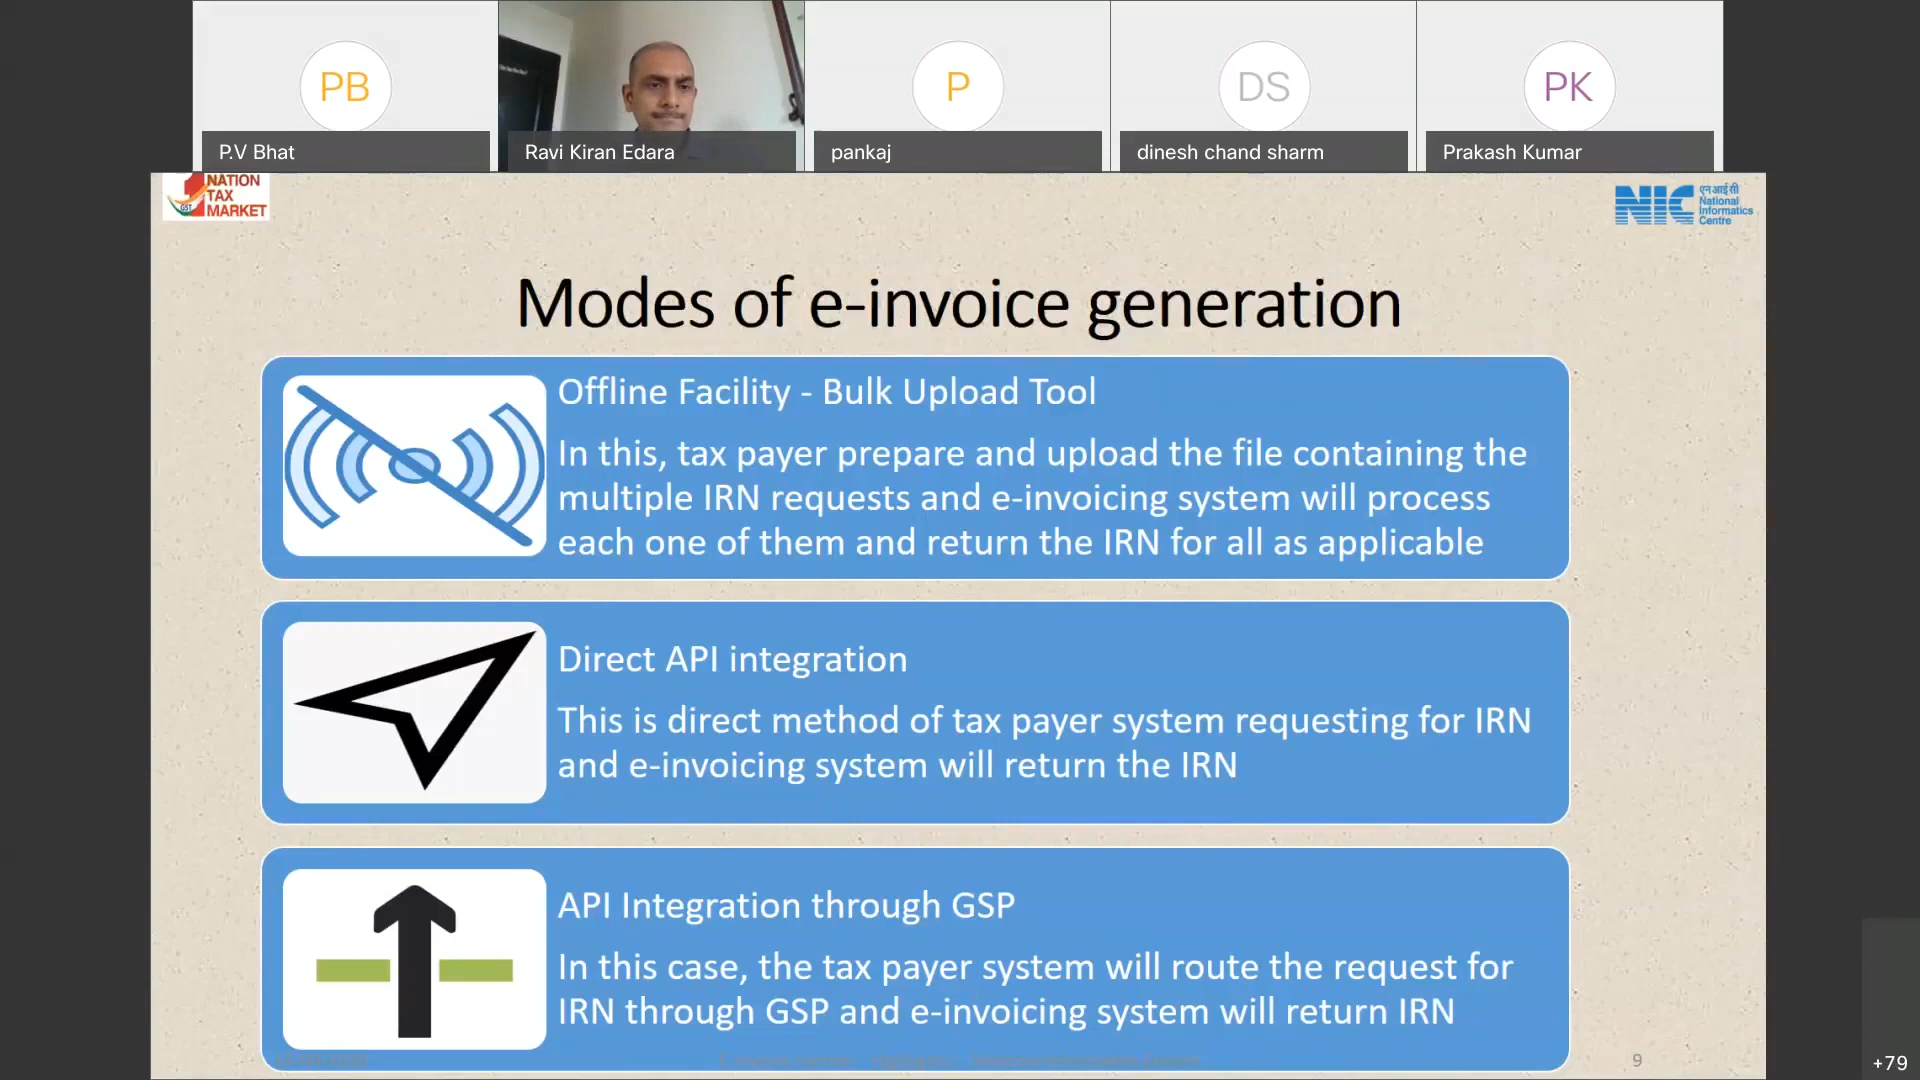 PB
P
DS
PK
P.V Bhat
Ravi Kiran Edara
pankaj
dinesh chand sharm
Prakash Kumar
NATION
TAX
MARKET
GST
NIC
एन आई सी
National
Informatics
Centre
Modes of e-invoice generation
Offline Facility - Bulk Upload Tool
In this, tax payer prepare and upload the file containing the
multiple IRN requests and e-invoicing system will process
each one of them and return the IRN for all as applicable
Direct API integration
This is direct method of tax payer system requesting for IRN
and e-invoicing system will return the IRN
API Integration through GSP
In this case, the tax payer system will route the request for
IRN through GSP and e-invoicing system will return IRN
9
+79